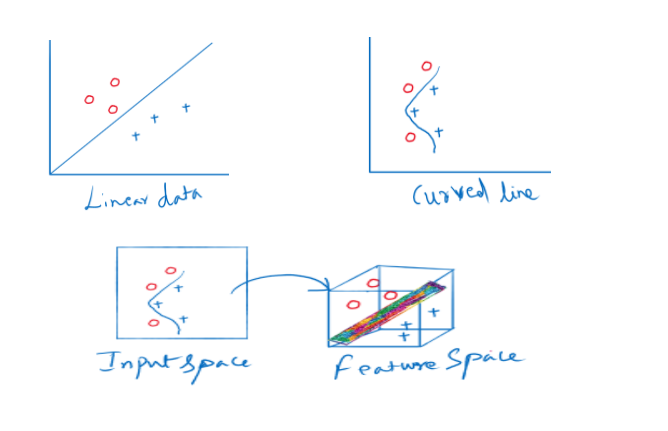 Linear data
Curved line
Input space
Feature Space